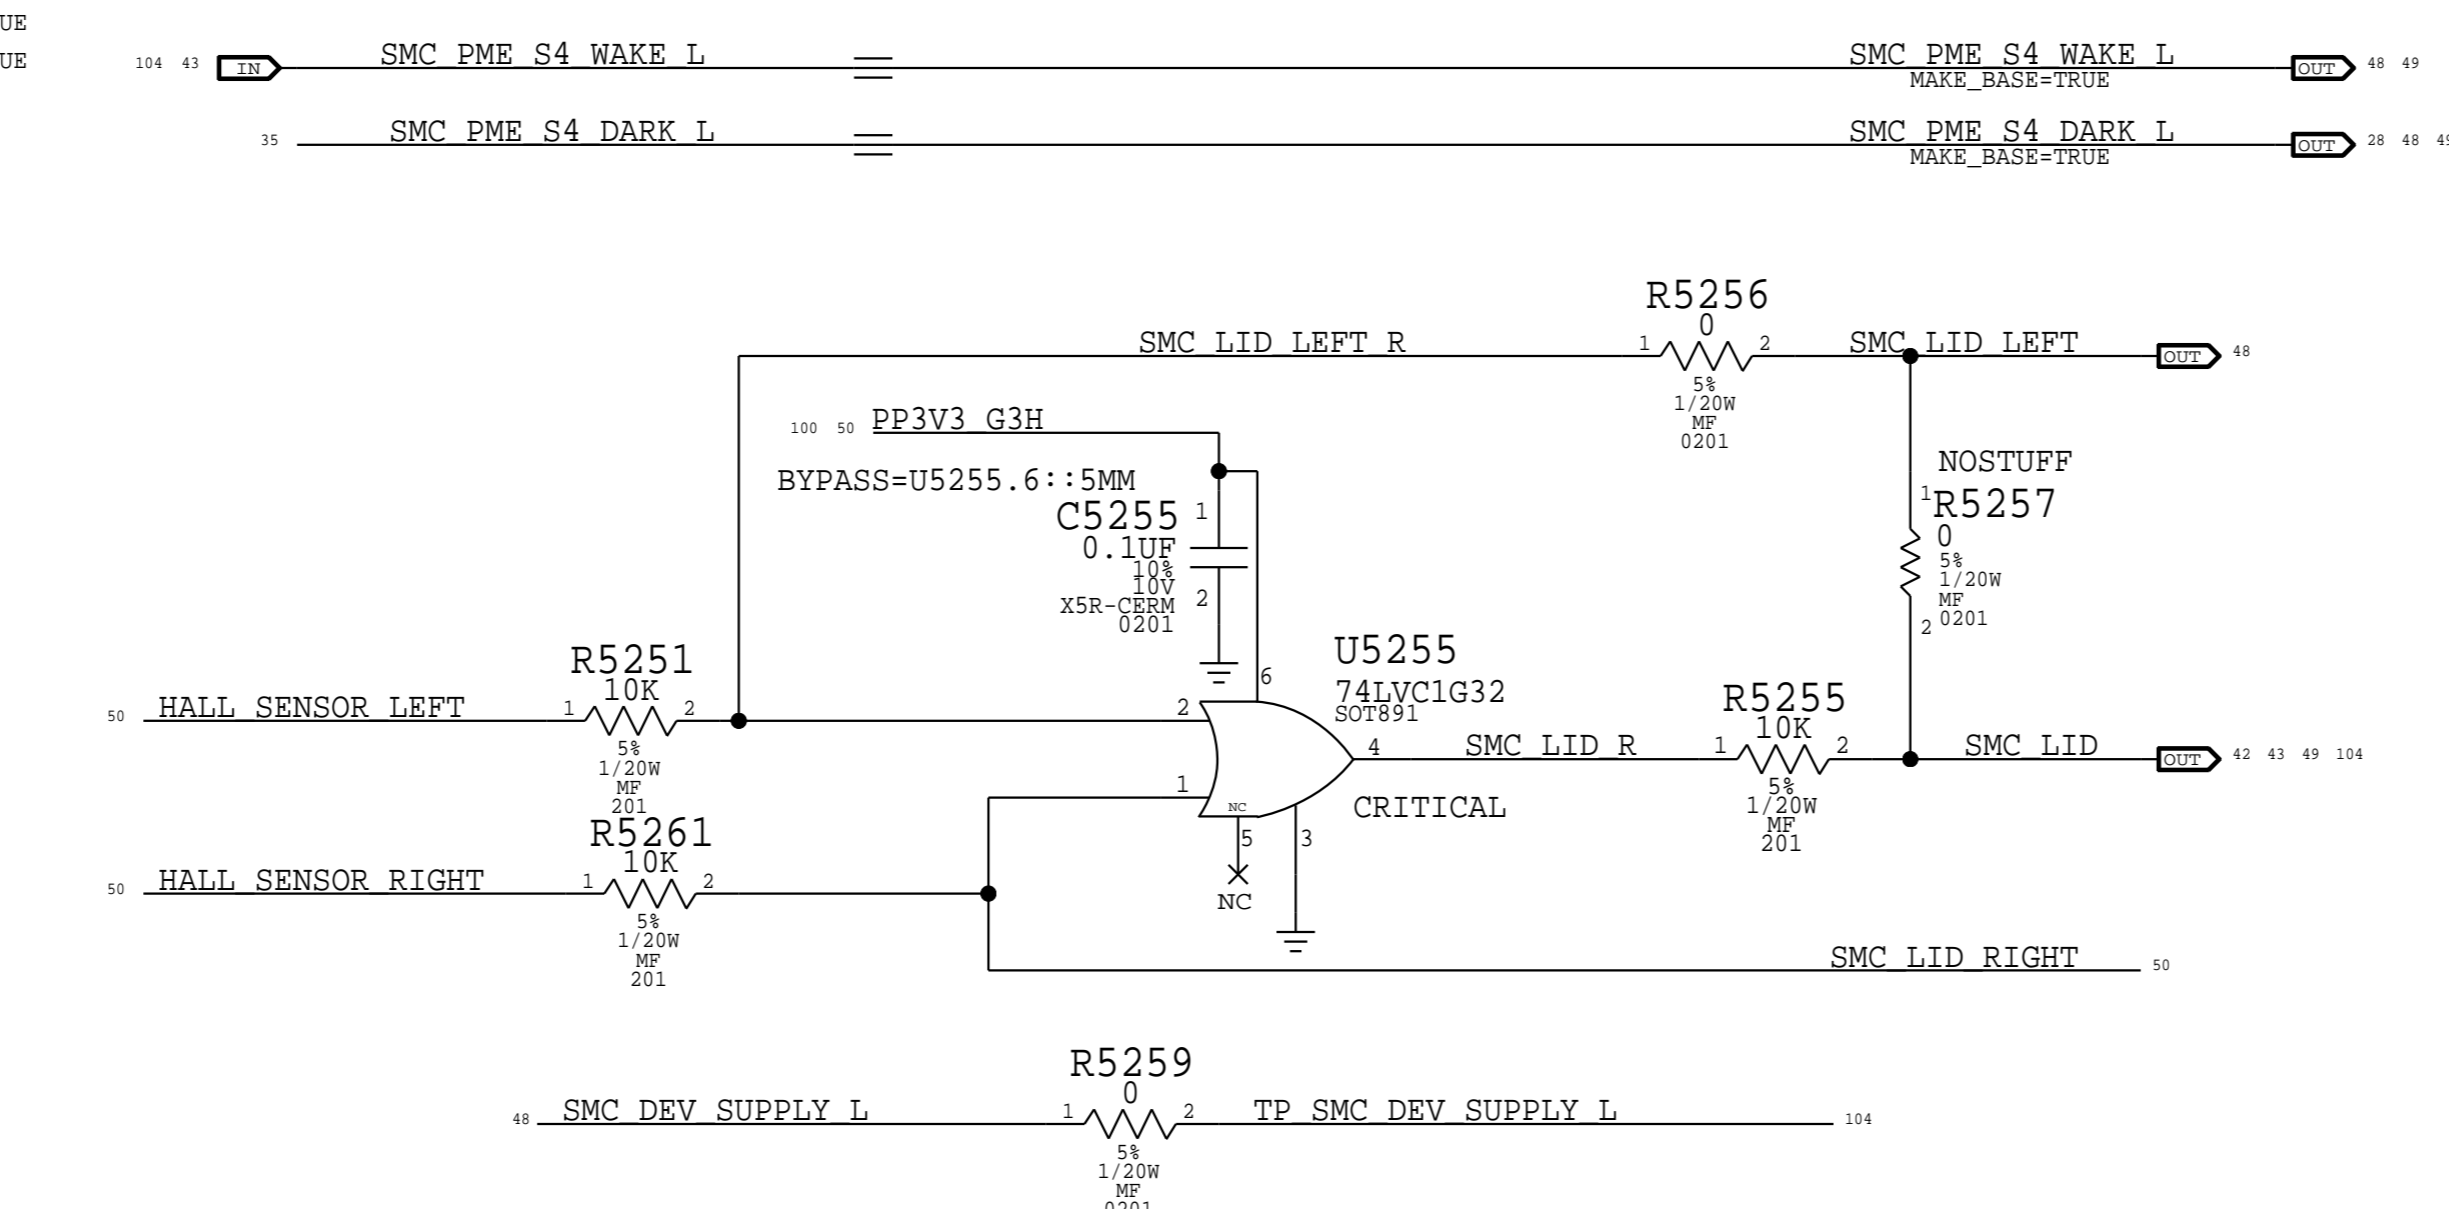 UE
UE
104 43 IN SMC_PME_S4_WAKE_L SMC_PME_S4_WAKE_L OUT 48 49
MAKE_BASE=TRUE
35 SMC_PME_S4_DARK_L SMC_PME_S4_DARK_L OUT 28 48 49
MAKE_BASE=TRUE
R5256
0
SMC_LID_LEFT_R 1 2 SMC_LID_LEFT OUT 48
5%
1/20W
MF
0201
100 50 PP3V3_G3H
BYPASS=U5255.6::5MM
C5255 1
0.1UF
10%
10V
X5R-CERM 2
0201
NOSTUFF
1 R5257
0
5%
1/20W
MF
2 0201
R5251
10K
50 HALL_SENSOR_LEFT 1 2
5%
1/20W
MF
201
R5261
10K
50 HALL_SENSOR_RIGHT 1 2
5%
1/20W
MF
201
6
U5255
74LVC1G32
SOT891
2
1
4
NC
5
3
NC
CRITICAL
R5255
10K
SMC_LID_R 1 2 SMC_LID OUT 42 43 49 104
5%
1/20W
MF
201
SMC_LID_RIGHT 50
R5259
0
48 SMC_DEV_SUPPLY_L 1 2 TP_SMC_DEV_SUPPLY_L 104
5%
1/20W
MF
0201